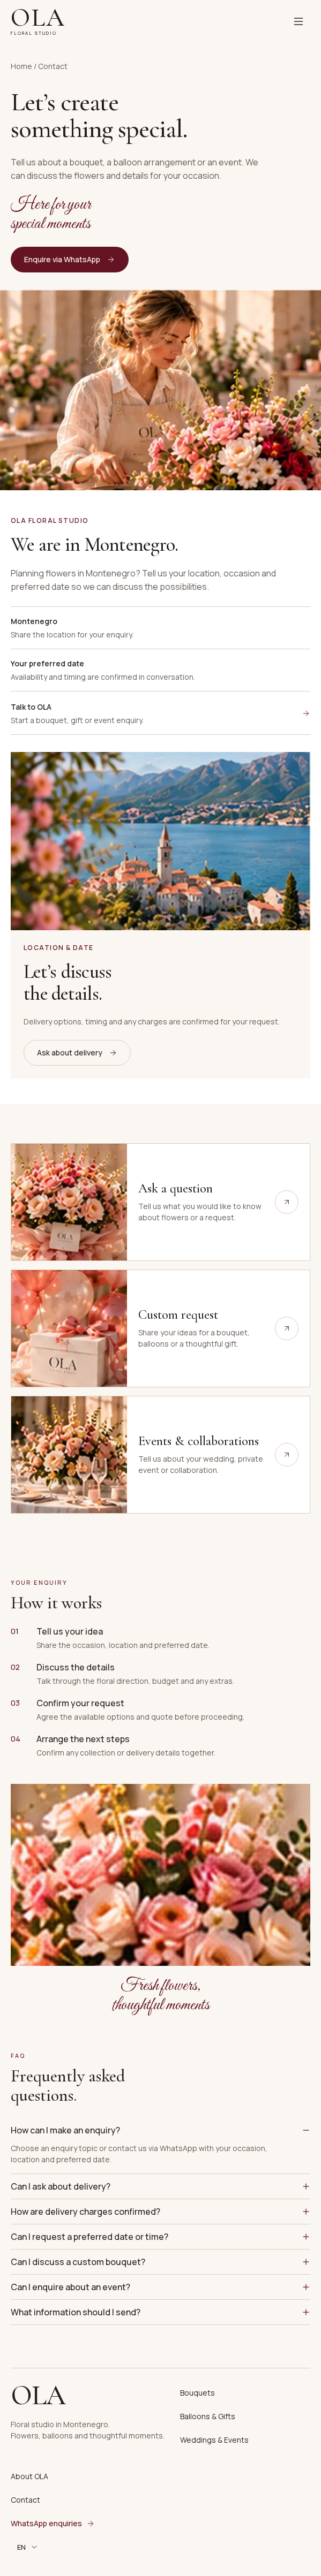 OLA
FLORAL STUDIO
Home / Contact
Let’s create
something special.
Tell us about a bouquet, a balloon arrangement or an event. We
can discuss the flowers and details for your occasion.
Here for your
special moments
Enquire via WhatsApp
OLA FLORAL STUDIO
We are in Montenegro.
Planning flowers in Montenegro? Tell us your location, occasion and
preferred date so we can discuss the possibilities.
Montenegro
Share the location for your enquiry.
Your preferred date
Availability and timing are confirmed in conversation.
Talk to OLA
Start a bouquet, gift or event enquiry.
LOCATION & DATE
Let’s discuss
the details.
Delivery options, timing and any charges are confirmed for your request.
Ask about delivery
Ask a question
Tell us what you would like to know
about flowers or a request.
OLA
Custom request
Share your ideas for a bouquet,
balloons or a thoughtful gift.
OLA
Events & collaborations
Tell us about your wedding, private
event or collaboration.
YOUR ENQUIRY
How it works
01 Tell us your idea
Share the occasion, location and preferred date.
02 Discuss the details
Talk through the floral direction, budget and any extras.
03 Confirm your request
Agree the available options and quote before proceeding.
04 Arrange the next steps
Confirm any collection or delivery details together.
Fresh flowers,
thoughtful moments
FAQ
Frequently asked
questions.
How can I make an enquiry?
Choose an enquiry topic or contact us via WhatsApp with your occasion,
location and preferred date.
Can I ask about delivery?
How are delivery charges confirmed?
Can I request a preferred date or time?
Can I discuss a custom bouquet?
Can I enquire about an event?
What information should I send?
OLA
Floral studio in Montenegro.
Flowers, balloons and thoughtful moments.
Bouquets
Balloons & Gifts
Weddings & Events
About OLA
Contact
WhatsApp enquiries
EN